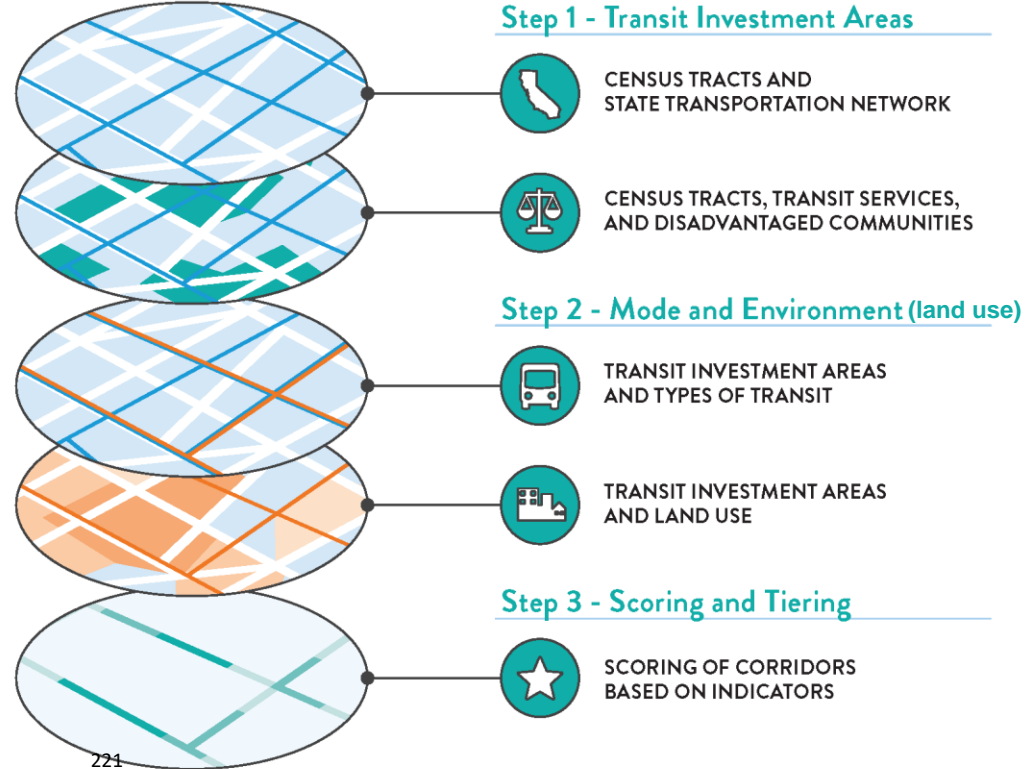 Step 1 - Transit Investment Areas
CENSUS TRACTS AND
STATE TRANSPORTATION NETWORK
CENSUS TRACTS, TRANSIT SERVICES,
AND DISADVANTAGED COMMUNITIES
Step 2 - Mode and Environment (land use)
TRANSIT INVESTMENT AREAS
AND TYPES OF TRANSIT
TRANSIT INVESTMENT AREAS
AND LAND USE
Step 3 - Scoring and Tiering
SCORING OF CORRIDORS
BASED ON INDICATORS
221